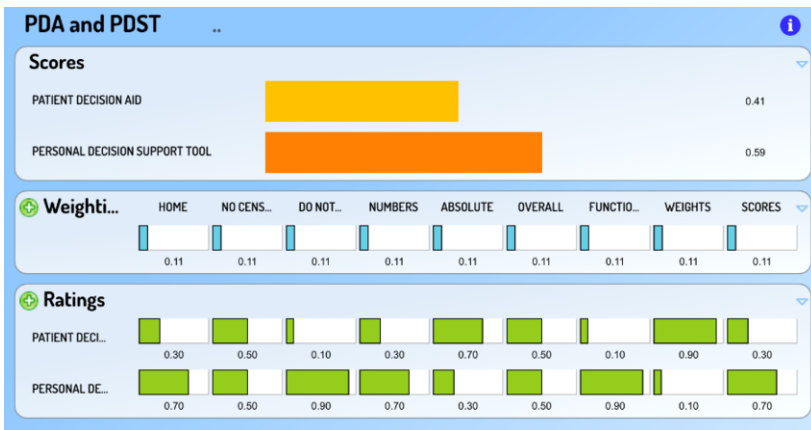 PDA and PDST ..
i
Scores
PATIENT DECISION AID 0.41
PERSONAL DECISION SUPPORT TOOL 0.59
Weighti... HOME NO CENS... DO NOT... NUMBERS ABSOLUTE OVERALL FUNCTIO... WEIGHTS SCORES
0.11 0.11 0.11 0.11 0.11 0.11 0.11 0.11 0.11
Ratings
PATIENT DECI...
0.30 0.50 0.10 0.30 0.70 0.50 0.10 0.90 0.30
PERSONAL DE...
0.70 0.50 0.90 0.70 0.30 0.50 0.90 0.10 0.70